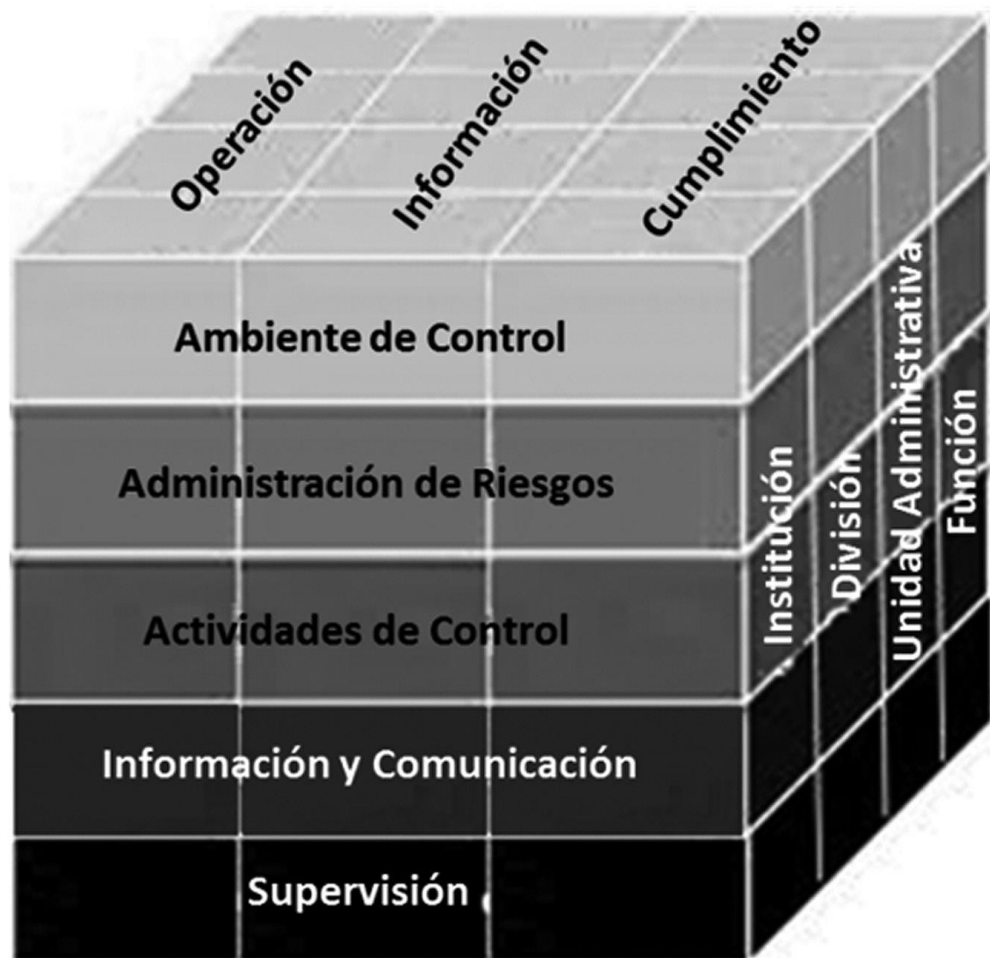 Operación
Información
Cumplimiento
Ambiente de Control
Administración de Riesgos
Actividades de Control
Información y Comunicación
Supervisión
Institución
División
Unidad Administrativa
Función